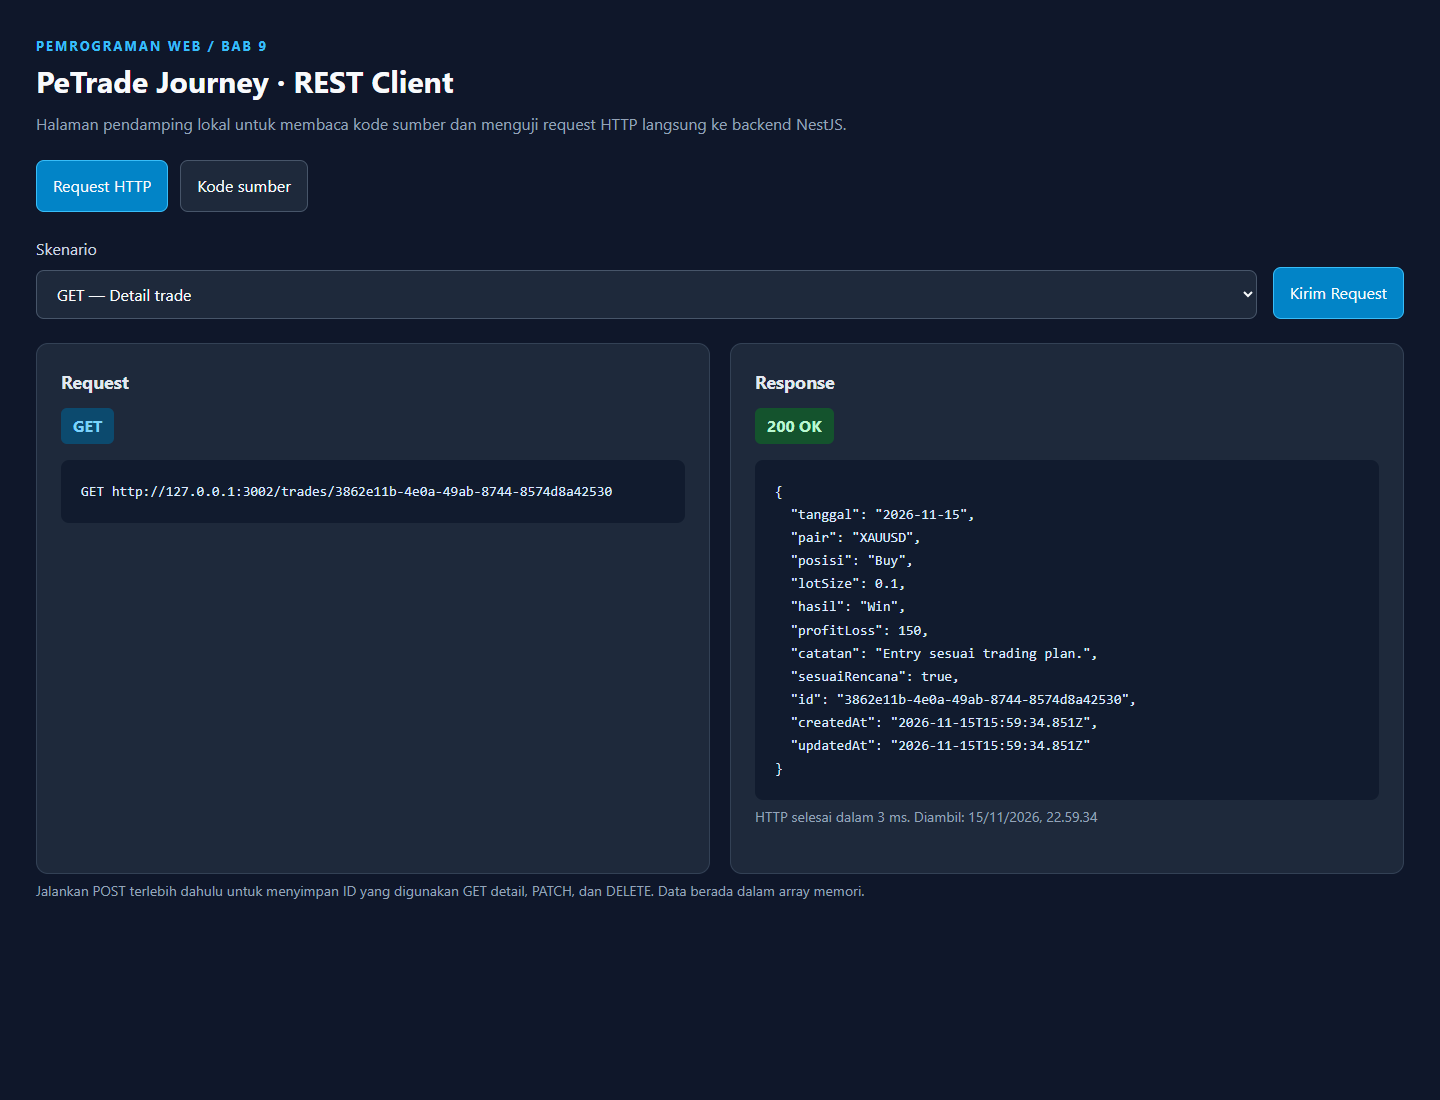 PEMROGRAMAN WEB / BAB 9
PeTrade Journey · REST Client
Halaman pendamping lokal untuk membaca kode sumber dan menguji request HTTP langsung ke backend NestJS.
Request HTTP
Kode sumber
Skenario
GET — Detail trade
Kirim Request
Request
GET
GET http://127.0.0.1:3002/trades/3862e11b-4e0a-49ab-8744-8574d8a42530
Response
200 OK
{
  "tanggal": "2026-11-15",
  "pair": "XAUUSD",
  "posisi": "Buy",
  "lotSize": 0.1,
  "hasil": "Win",
  "profitLoss": 150,
  "catatan": "Entry sesuai trading plan.",
  "sesuaiRencana": true,
  "id": "3862e11b-4e0a-49ab-8744-8574d8a42530",
  "createdAt": "2026-11-15T15:59:34.851Z",
  "updatedAt": "2026-11-15T15:59:34.851Z"
}
HTTP selesai dalam 3 ms. Diambil: 15/11/2026, 22.59.34
Jalankan POST terlebih dahulu untuk menyimpan ID yang digunakan GET detail, PATCH, dan DELETE. Data berada dalam array memori.